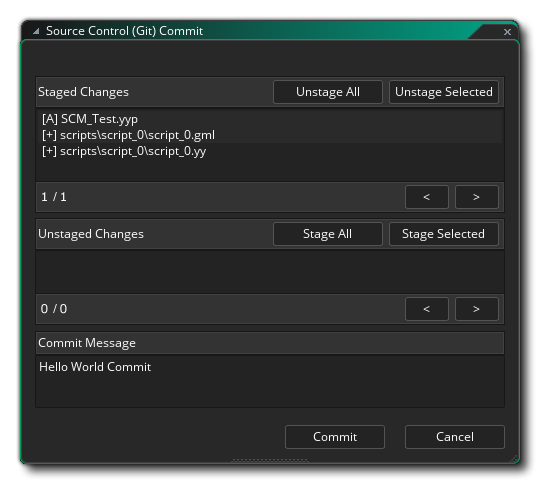 Source Control (Git) Commit
Staged Changes Unstage All Unstage Selected
[A] SCM_Test.yyp
[+] scripts\script_0\script_0.gml
[+] scripts\script_0\script_0.yy
1 / 1 < >
Unstaged Changes Stage All Stage Selected
0 / 0 < >
Commit Message
Hello World Commit
Commit Cancel